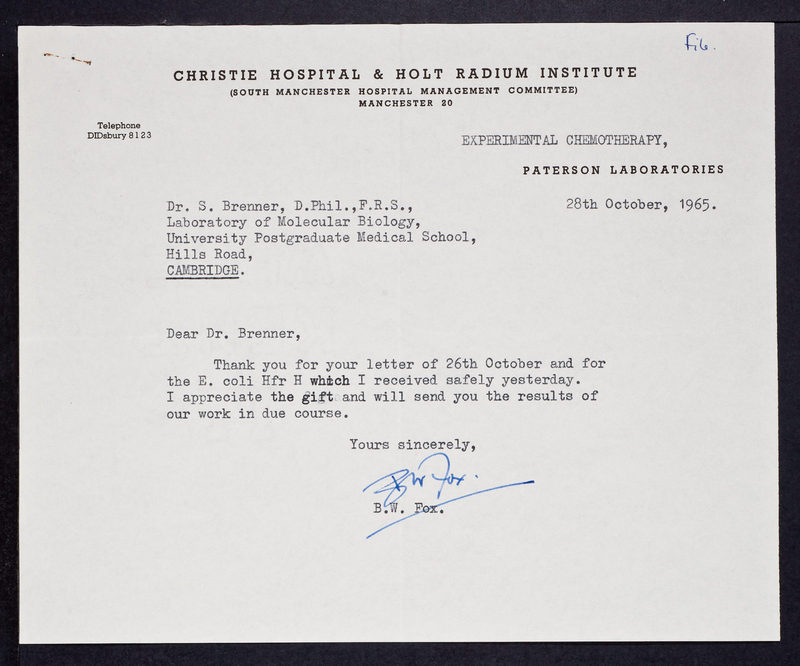 File.
CHRISTIE HOSPITAL & HOLT RADIUM INSTITUTE
(SOUTH MANCHESTER HOSPITAL MANAGEMENT COMMITTEE)
MANCHESTER 20
Telephone
DIDsbury 8123
EXPERIMENTAL CHEMOTHERAPY,
PATERSON LABORATORIES
28th October, 1965.
Dr. S. Brenner, D.Phil.,F.R.S.,
Laboratory of Molecular Biology,
University Postgraduate Medical School,
Hills Road,
CAMBRIDGE.
Dear Dr. Brenner,
Thank you for your letter of 26th October and for
the E. coli Hfr H which I received safely yesterday.
I appreciate the gift and will send you the results of
our work in due course.
Yours sincerely,
BW Fox.
B.W. Fox.